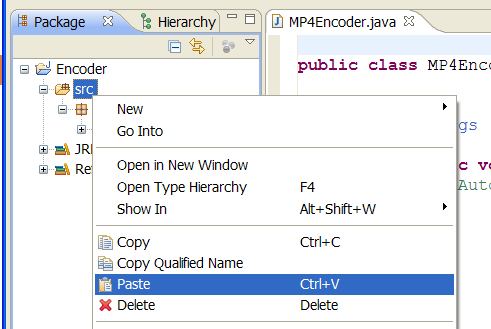 Package Hierarchy MP4Encoder.java
Encoder
public class MP4Enco
src
New
Go Into
gs
JR
Open in New Window
c vo
Re
Open Type Hierarchy F4
Auto
Show In Alt+Shift+W
Copy Ctrl+C
Copy Qualified Name
Paste Ctrl+V
Delete Delete